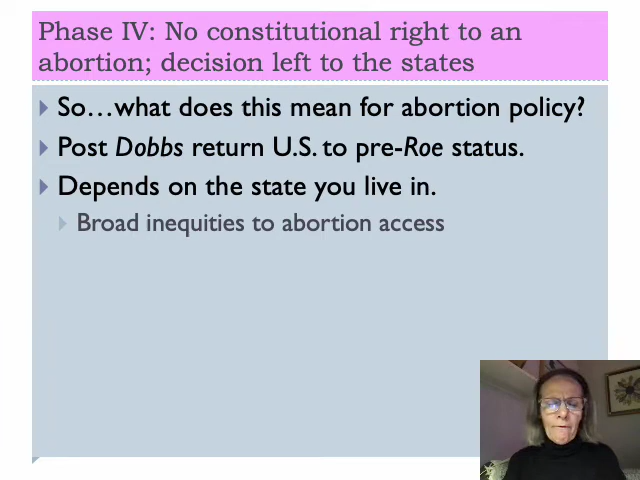 Phase IV: No constitutional right to an
abortion; decision left to the states
So…what does this mean for abortion policy?
Post Dobbs return U.S. to pre-Roe status.
Depends on the state you live in.
Broad inequities to abortion access